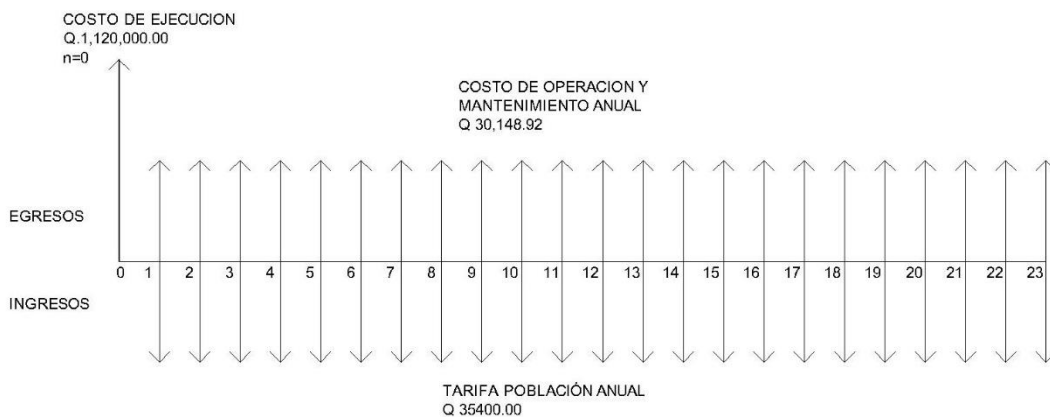 COSTO DE EJECUCION
Q.1,120,000.00
n=0
COSTO DE OPERACION Y
MANTENIMIENTO ANUAL
Q 30,148.92
EGRESOS
0 1 2 3 4 5 6 7 8 9 10 11 12 13 14 15 16 17 18 19 20 21 22 23
INGRESOS
TARIFA POBLACIÓN ANUAL
Q 35400.00